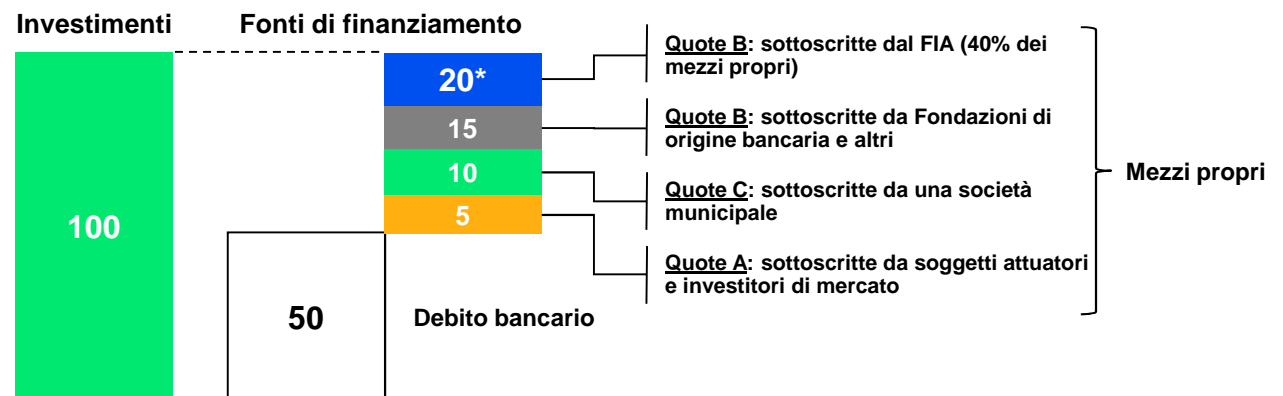 Investimenti
Fonti di finanziamento
100
20*
15
10
5
50
Debito bancario
Quote B: sottoscritte dal FIA (40% dei
mezzi propri)
Quote B: sottoscritte da Fondazioni di
origine bancaria e altri
Quote C: sottoscritte da una società
municipale
Quote A: sottoscritte da soggetti attuatori
e investitori di mercato
Mezzi propri